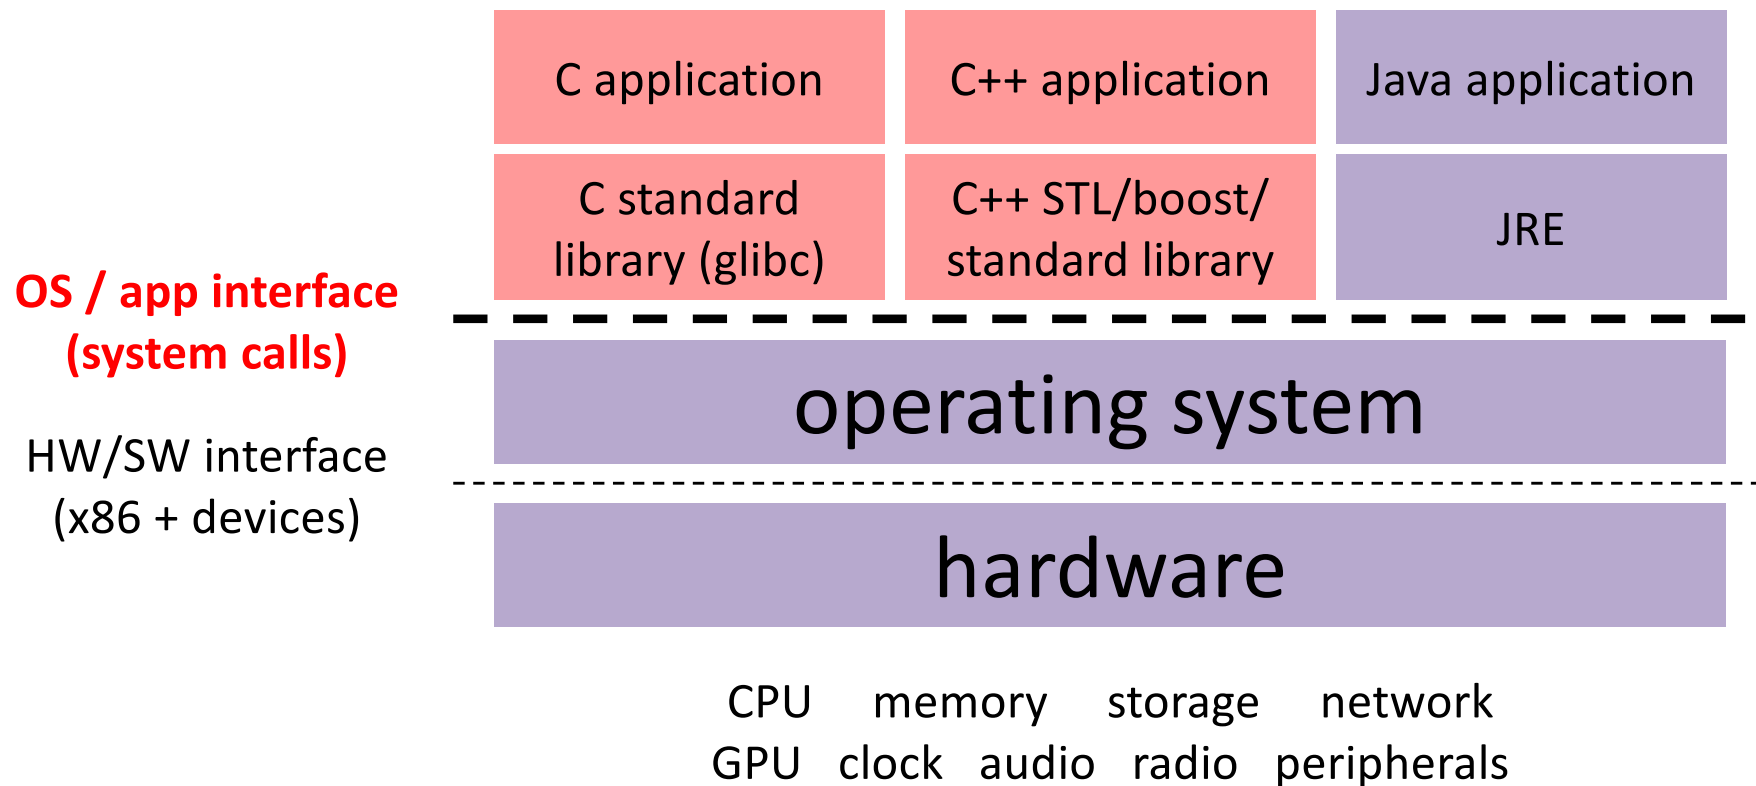 C application
C++ application
Java application
C standard
library (glibc)
C++ STL/boost/
standard library
JRE
OS / app interface
(system calls)
operating system
HW/SW interface
(x86 + devices)
hardware
CPU memory storage network
GPU clock audio radio peripherals